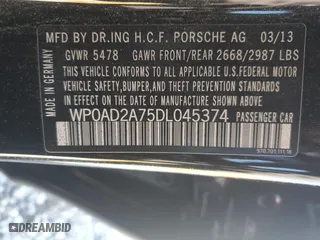 MFD BY DR.ING H.C.F. PORSCHE AG 03/13
GVWR 5478 GAWR FRONT/REAR 2668/2987 LBS
THIS VEHICLE CONFORMS TO ALL APPLICABLE U.S. FEDERAL MOTOR
VEHICLE SAFETY, BUMPER, AND THEFT PREVENTION STANDARDS
IN EFFECT ON THE DATE OF MANUFACTURE SHOWN ABOVE.
WP0AD2A75DL045374 PASSENGER CAR
MADE IN GERMANY
DREAMBID